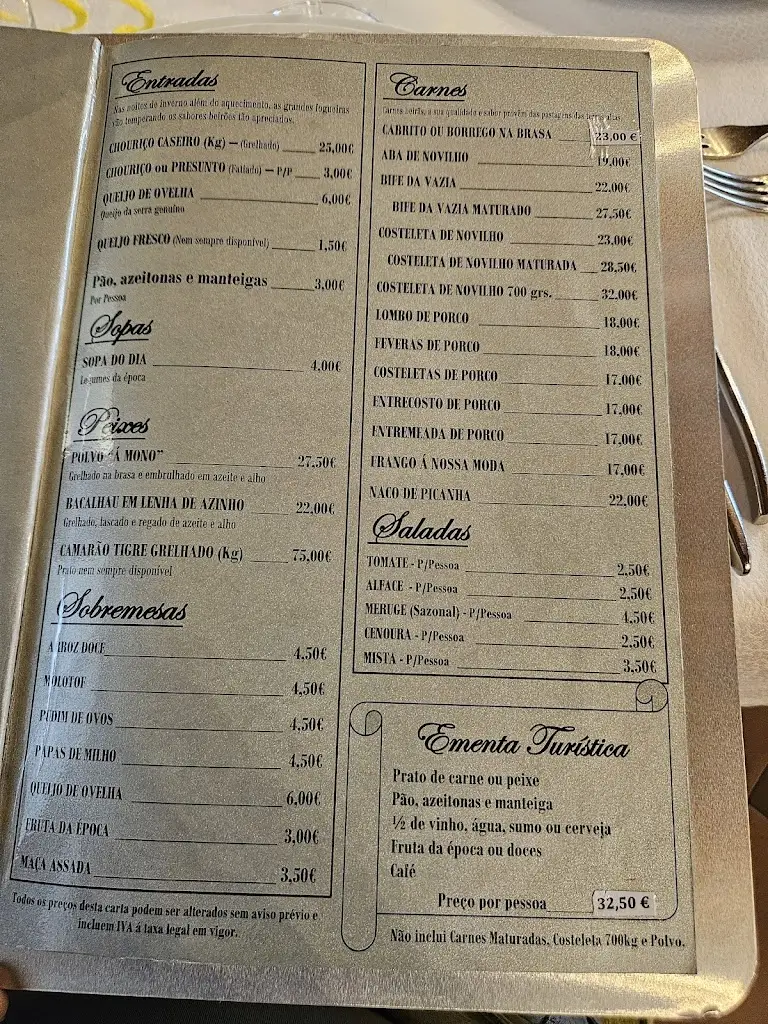 Entradas
Nas noites de inverno além do aquecimento, as grandes fogueiras
vão temperando os sabores beirões tão apreciados.
CHOURIÇO CASEIRO (Kg) – (Grelhado) 25,00€
CHOURIÇO ou PRESUNTO (Fatiado) – P/P 3,00€
QUEIJO DE OVELHA 6,00€
Queijo da serra genuíno
QUEIJO FRESCO (Nem sempre disponível) 1,50€
Pão, azeitonas e manteigas 3,00€
Por Pessoa
Sopas
SOPA DO DIA 4,00€
Legumes da época
Peixes
POLVO “Á MONO” 27,50€
Grelhado na brasa e embrulhado em azeite e alho
BACALHAU EM LENHA DE AZINHO 22,00€
Grelhado, lascado e regado de azeite e alho
CAMARÃO TIGRE GRELHADO (Kg) 75,00€
Prato nem sempre disponível
Sobremesas
ARROZ DOCE 4,50€
MOLOTOF 4,50€
PUDIM DE OVOS 4,50€
PAPAS DE MILHO 4,50€
QUEIJO DE OVELHA 6,00€
FRUTA DA ÉPOCA 3,00€
MAÇA ASSADA 3,50€
Todos os preços desta carta podem ser alterados sem aviso prévio e
incluem IVA á taxa legal em vigor.
Carnes
Carnes beirãs, a sua qualidade e sabor provêm das pastagens das terras altas
CABRITO OU BORREGO NA BRASA 23,00 €
ABA DE NOVILHO 19,00€
BIFE DA VAZIA 22,00€
BIFE DA VAZIA MATURADO 27,50€
COSTELETA DE NOVILHO 23,00€
COSTELETA DE NOVILHO MATURADA 28,50€
COSTELETA DE NOVILHO 700 grs. 32,00€
LOMBO DE PORCO 18,00€
FEVERAS DE PORCO 18,00€
COSTELETAS DE PORCO 17,00€
ENTRECOSTO DE PORCO 17,00€
ENTREMEADA DE PORCO 17,00€
FRANGO Á NOSSA MODA 17,00€
NACO DE PICANHA 22,00€
Saladas
TOMATE - P/Pessoa 2,50€
ALFACE - P/Pessoa 2,50€
MERUGE (Sazonal) - P/Pessoa 4,50€
CENOURA - P/Pessoa 2,50€
MISTA - P/Pessoa 3,50€
Ementa Turística
Prato de carne ou peixe
Pão, azeitonas e manteiga
½ de vinho, água, sumo ou cerveja
Fruta da época ou doces
Café
Preço por pessoa 32,50 €
Não inclui Carnes Maturadas, Costeleta 700kg e Polvo.